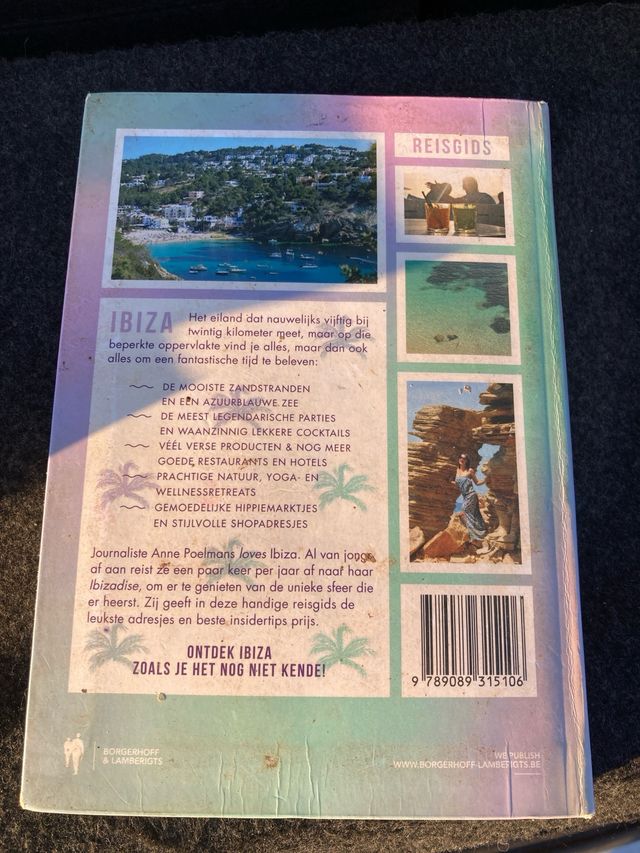 REISGIDS
IBIZA Het eiland dat nauwelijks vijftig bij
twintig kilometer meet, maar op die
beperkte oppervlakte vind je alles, maar dan ook
alles om een fantastische tijd te beleven:
DE MOOISTE ZANDSTRANDEN
EN EEN AZUURBLAUWE ZEE
DE MEEST LEGENDARISCHE PARTIES
EN WAANZINNIG LEKKERE COCKTAILS
VÉÉL VERSE PRODUCTEN & NOG MEER
GOEDE RESTAURANTS EN HOTELS
PRACHTIGE NATUUR, YOGA- EN
WELLNESSRETREATS
GEMOEDELIJKE HIPPIEMARKTJES
EN STIJLVOLLE SHOPADRESJES
Journaliste Anne Poelmans loves Ibiza. Al van jongs
af aan reist ze een paar keer per jaar af naar haar
Ibizadise, om er te genieten van de unieke sfeer die
er heerst. Zij geeft in deze handige reisgids de
leukste adresjes en beste insidertips prijs.
ONTDEK IBIZA
ZOALS JE HET NOG NIET KENDE!
9 789089 315106
BORGERHOFF
& LAMBERIGTS
WE PUBLISH
WWW.BORGERHOFF-LAMBERIGTS.BE